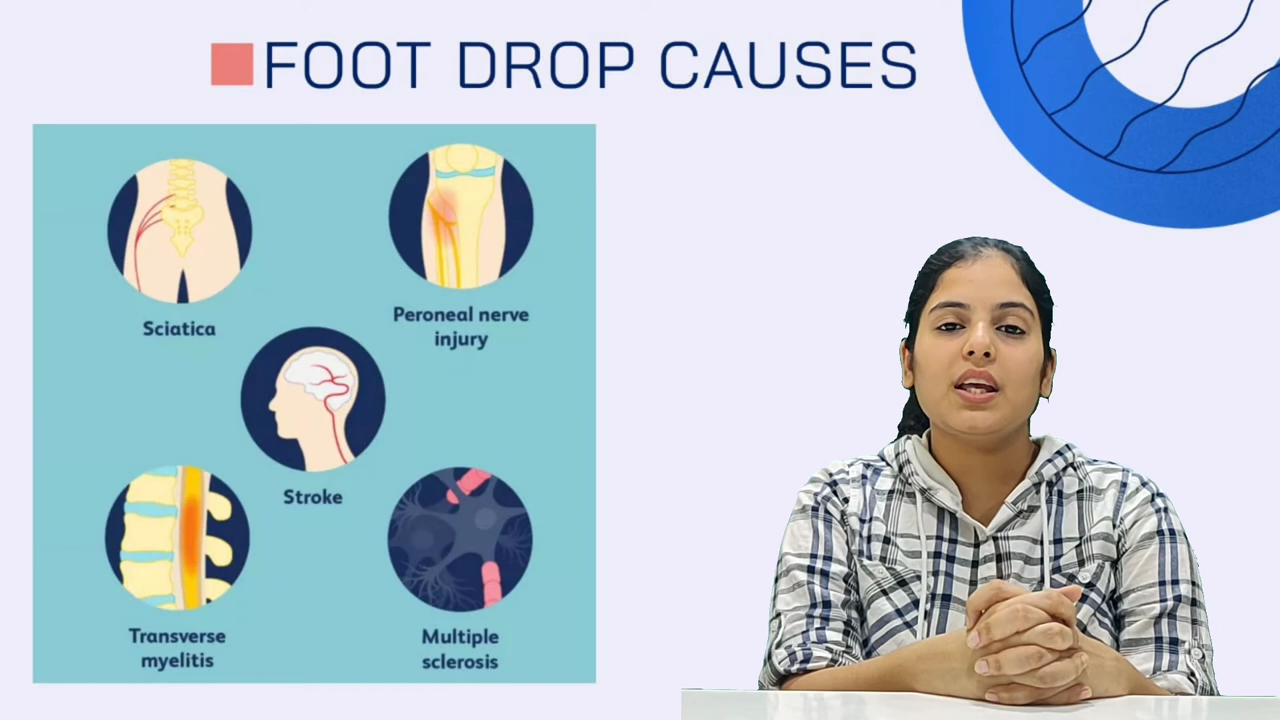 FOOT DROP CAUSES
Sciatica
Peroneal nerve
injury
Stroke
Transverse
myelitis
Multiple
sclerosis